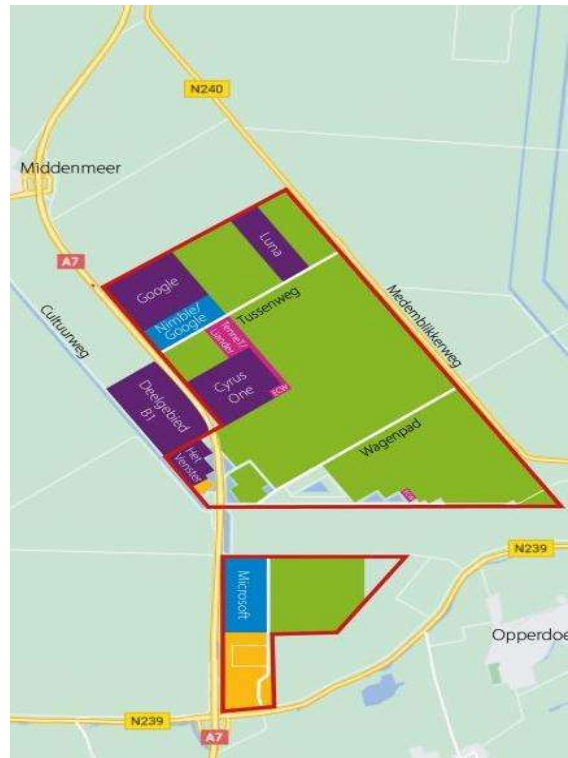 N240
Middenmeer
A7
Luna
Google
Nimble/
Google
Tussenweg
Medemblikkerweg
Cultuurweg
TenneT/
Liander
Cyrus
One
ECW
Deelgebied
B1
Het
Venster
Wagenpad
N239
Microsoft
Opperdoe
N239
A7